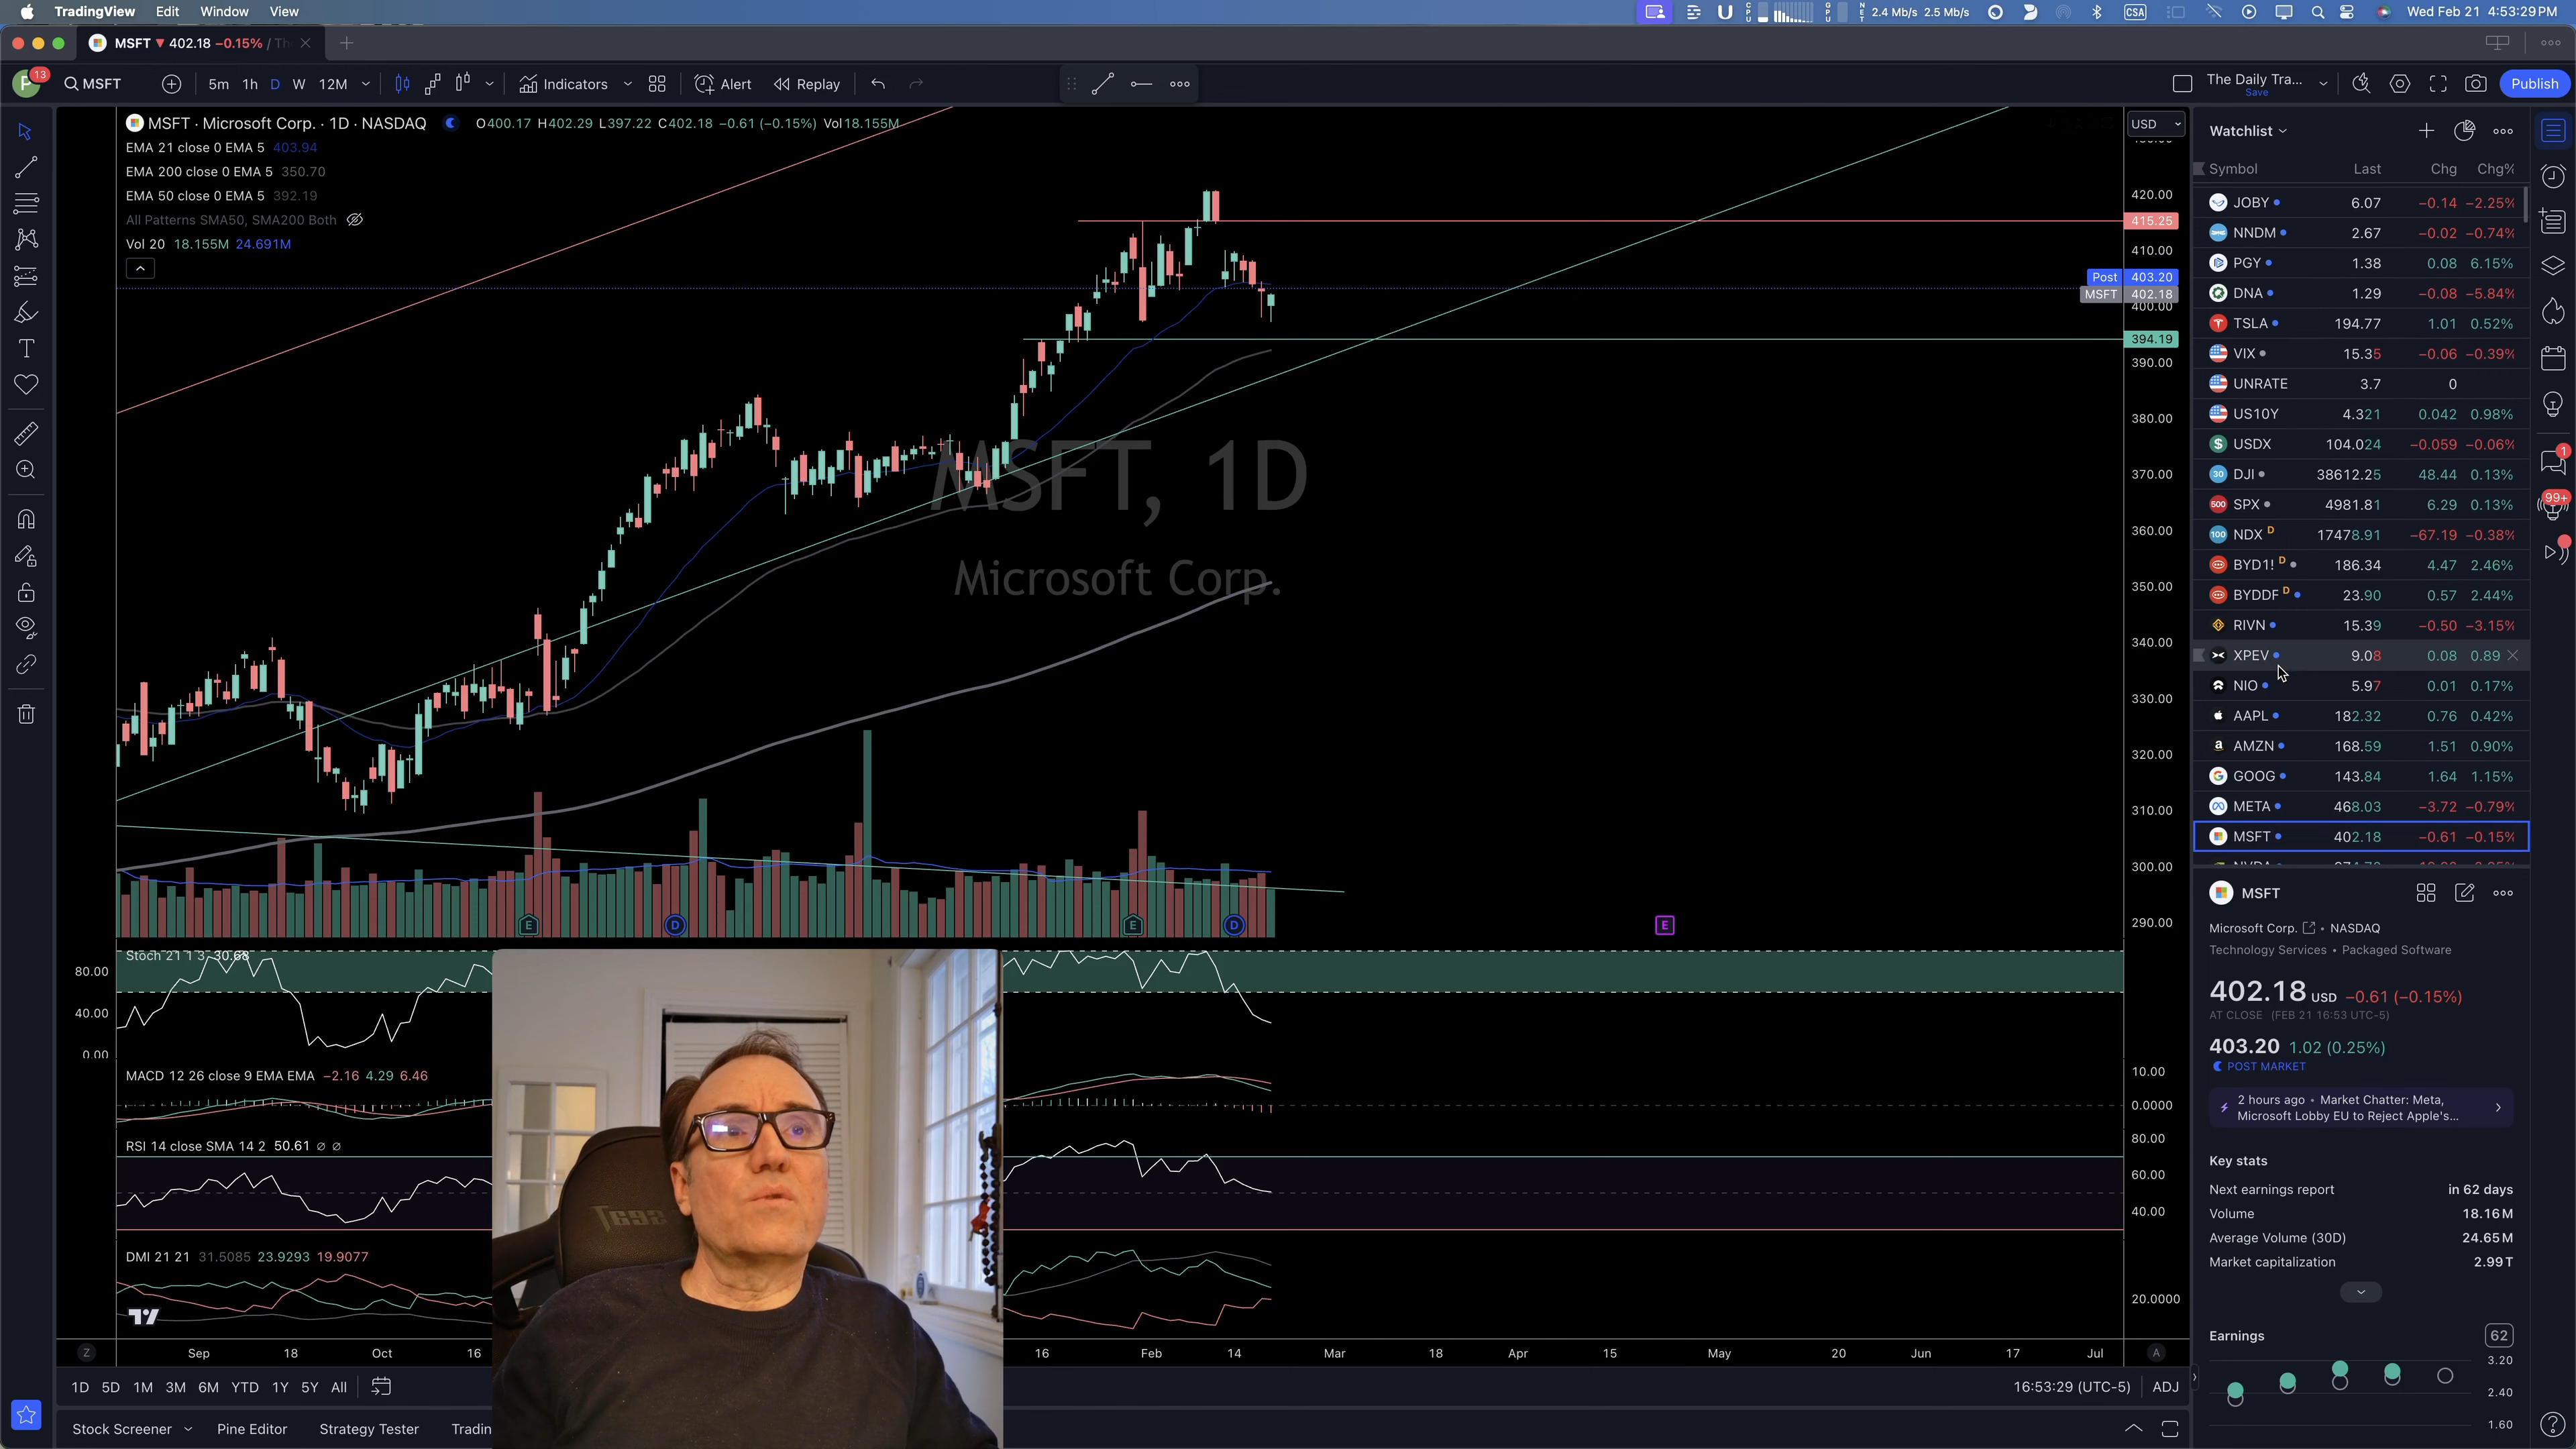 TradingView Edit Window View
CPU GPU NET 2.4 Mb/s 2.5 Mb/s CSA Wed Feb 21 4:53:29 PM
MSFT 402.18 −0.15% / Th
P 13 MSFT 5m 1h D W 12M Indicators Alert Replay The Daily Tra... Save Publish
MSFT · Microsoft Corp. · 1D · NASDAQ O400.17 H402.29 L397.22 C402.18 −0.61 (−0.15%) Vol18.155M
EMA 21 close 0 EMA 5 403.94
EMA 200 close 0 EMA 5 350.70
EMA 50 close 0 EMA 5 392.19
All Patterns SMA50, SMA200 Both
Vol 20 18.155M 24.691M
MSFT, 1D
Microsoft Corp.
USD
420.00
415.25
410.00
Post 403.20
MSFT 402.18
400.00
394.19
390.00
380.00
370.00
360.00
350.00
340.00
330.00
320.00
310.00
300.00
290.00
E D E D E
Stoch 21 1 3 30.68
80.00
40.00
0.00
MACD 12 26 close 9 EMA EMA −2.16 4.29 6.46
10.00
0.0000
RSI 14 close SMA 14 2 50.61 ∅ ∅
80.00
60.00
40.00
DMI 21 21 31.5085 23.9293 19.9077
20.0000
Z Sep 18 Oct 16 16 Feb 14 Mar 18 Apr 15 May 20 Jun 17 Jul A
1D 5D 1M 3M 6M YTD 1Y 5Y All 16:53:29 (UTC-5) ADJ
Stock Screener Pine Editor Strategy Tester Tradin
Watchlist
Symbol Last Chg Chg%
JOBY 6.07 −0.14 −2.25%
NNDM 2.67 −0.02 −0.74%
PGY 1.38 0.08 6.15%
DNA 1.29 −0.08 −5.84%
TSLA 194.77 1.01 0.52%
VIX 15.35 −0.06 −0.39%
UNRATE 3.7 0
US10Y 4.321 0.042 0.98%
USDX 104.024 −0.059 −0.06%
30 DJI 38612.25 48.44 0.13%
500 SPX 4981.81 6.29 0.13%
100 NDX D 17478.91 −67.19 −0.38%
BYD1! D 186.34 4.47 2.46%
BYDDF D 23.90 0.57 2.44%
RIVN 15.39 −0.50 −3.15%
XPEV 9.08 0.08 0.89
NIO 5.97 0.01 0.17%
AAPL 182.32 0.76 0.42%
AMZN 168.59 1.51 0.90%
GOOG 143.84 1.64 1.15%
META 468.03 −3.72 −0.79%
MSFT 402.18 −0.61 −0.15%
1
99+
MSFT
Microsoft Corp. • NASDAQ
Technology Services • Packaged Software
402.18 USD −0.61 (−0.15%)
AT CLOSE (FEB 21 16:53 UTC-5)
403.20 1.02 (0.25%)
POST MARKET
2 hours ago • Market Chatter: Meta,
Microsoft Lobby EU to Reject Apple's...
Key stats
Next earnings report in 62 days
Volume 18.16M
Average Volume (30D) 24.65M
Market capitalization 2.99T
Earnings 62
3.20
2.40
1.60